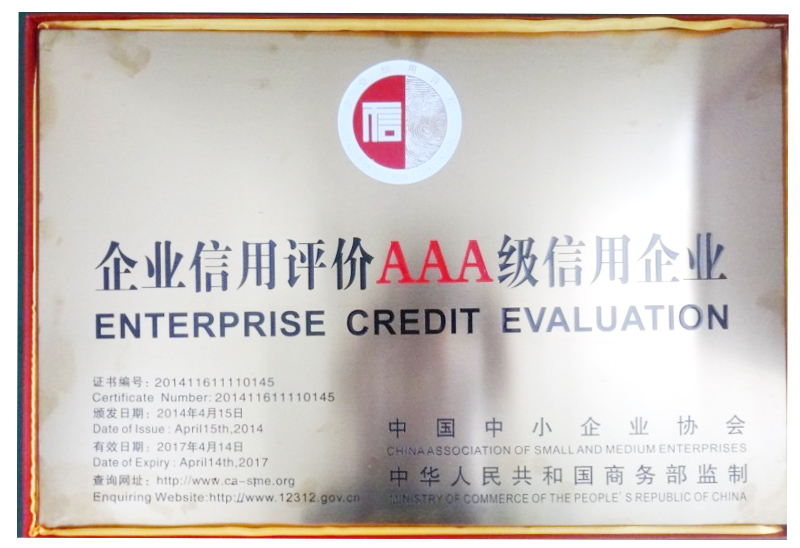 信
企业信用评价AAA级信用企业
ENTERPRISE CREDIT EVALUATION
证书编号：201411611110145
Certificate Number: 201411611110145
颁发日期：2014年4月15日
Date of Issue : April15th,2014
有效日期：2017年4月14日
Date of Expiry : April14th,2017
查询网址：http://www.ca-sme.org
Enquiring Website:http://www.12312.gov.cn
中国中小企业协会
CHINA ASSOCIATION OF SMALL AND MEDIUM ENTERPRISES
中华人民共和国商务部监制
MINISTRY OF COMMERCE OF THE PEOPLE'S REPUBLIC OF CHINA